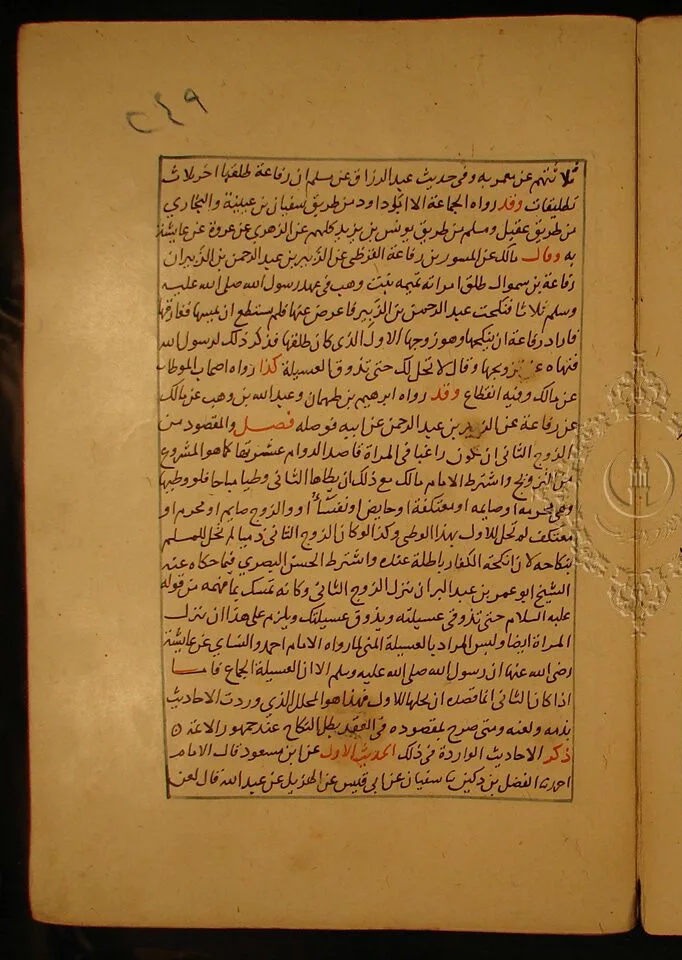 ٢٤٩
ثلاثتهم عن معمر به وفي حديث عبد الرزاق عن معمر ان رفاعة طلقها اخر ثلاث
تطليقات وقد رواه الجماعة الا ابو داود من طريق سفيان بن عيينة والبخاري
من طريق عقيل ومسلم من طريق يونس بن يزيد كلهم عن الزهري عن عروة عن عايشة
به وقال مالك عن المسور بن رفاعة القرظي عن الزبير بن عبد الرحمن بن الزبير ان
رفاعة بن سموال طلق امراته تميمه بنت وهب في عهد رسول الله صلى الله عليه
وسلم ثلاثا فنكحت عبد الرحمن بن الزبير فاعرض عنها فلم يستطع ان يمسها ففارقها
فاراد رفاعة ان ينكحها وهو زوجها الاول الذي كان طلقها فذكر ذلك لرسول الله
فنهاه عن تزويجها وقال لا تحل لك حتى تذوق العسيلة كذا رواه اصحاب الموطا
عن مالك وفيه انقطاع وقد رواه ابرهيم بن طهمان وعبد الله بن وهب عن مالك
عن رفاعة عن الزبير بن عبد الرحمن عن ابيه فوصله فصل والمقصود من
الزوج الثاني ان يكون راغبا في المراة قاصدا لدوام عشرتها كما هو المشروع
من التزويج واشترط الامام مالك مع ذلك ان يطاها الثاني وطيا مباحا فلو وطيها
وهي محرمه او صايمه او معتكفة او حايض او نفساء او والزوج صايم او محرم او
معتكف لم تحل للاول بهذا الوطي وكذا لو كان الزوج الثاني ذميا لم تحل للمسلم
بنكاحه لان انكحة الكفار باطلة عنده واشترط الحسن البصري فيما حكاه عنه
الشيخ ابو عمر بن عبد البر ان ينزل الزوج الثاني وكانه تمسك بما فهمه من قوله
عليه السلام حتى تذوقي عسيلته ويذوق عسيلتك ويلزم على هذا ان تنزل
المراة ايضا وليس المراد بالعسيلة المني لما رواه الامام احمد والنساي عن عايشة
رضى الله عنها ان رسول الله صلى الله عليه وسلم الا ان العسيلة الجماع فاما
اذا كان الثاني انما قصده ان يحلها للاول فهذا هو المحلل الذي وردت الاحاديث
بذمه ولعنه ومتى صرح بمقصوده في العقد بطل النكاح عند جمهور الائمة
ذكر الاحاديث الواردة في ذلك الحديث الاول عن ابن مسعود قال الامام
احمد ثنا الفضل بن دكين ثنا سفيان عن ابي قيس عن الهزيل عن عبد الله قال لعن